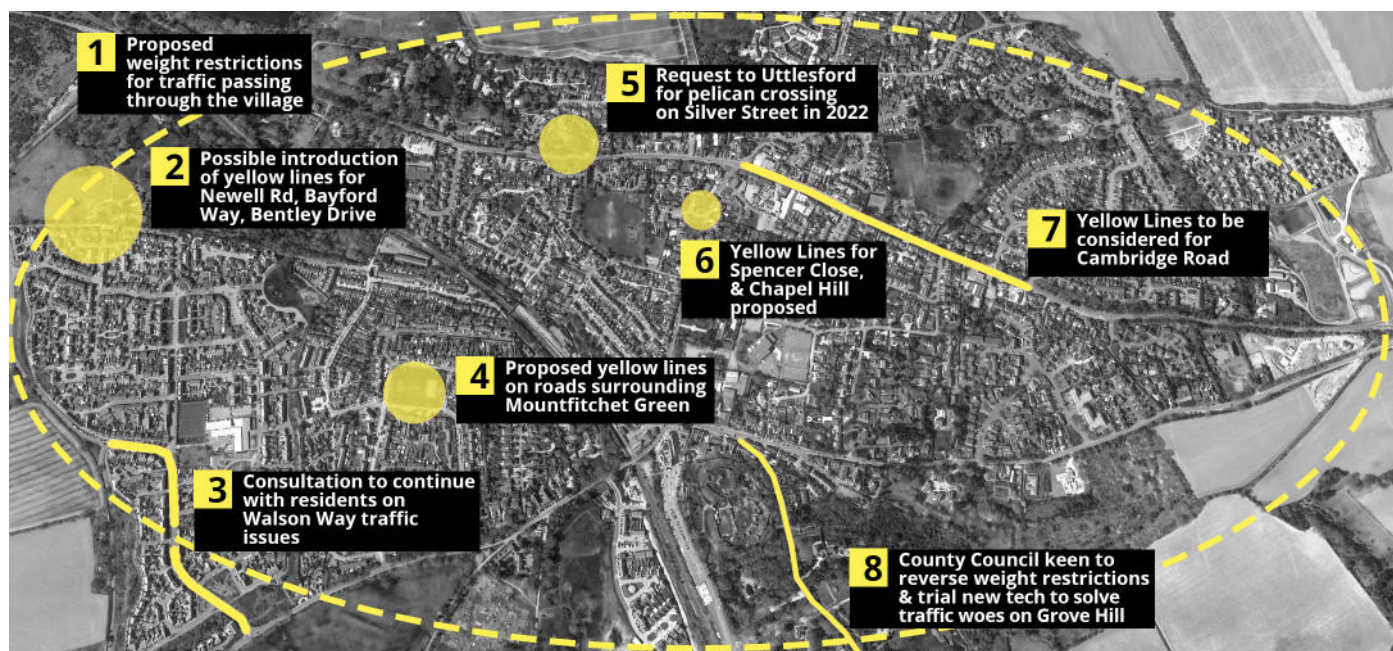 1
Proposed
weight restrictions
for traffic passing
through the village
2
Possible introduction
of yellow lines for
Newell Rd, Bayford
Way, Bentley Drive
3
Consultation to continue
with residents on
Walson Way traffic
issues
4
Proposed yellow lines
on roads surrounding
Mountfitchet Green
5
Request to Uttlesford
for pelican crossing
on Silver Street in 2022
6
Yellow Lines for
Spencer Close,
& Chapel Hill
proposed
7
Yellow Lines to be
considered for
Cambridge Road
8
County Council keen to
reverse weight restrictions
& trial new tech to solve
traffic woes on Grove Hill